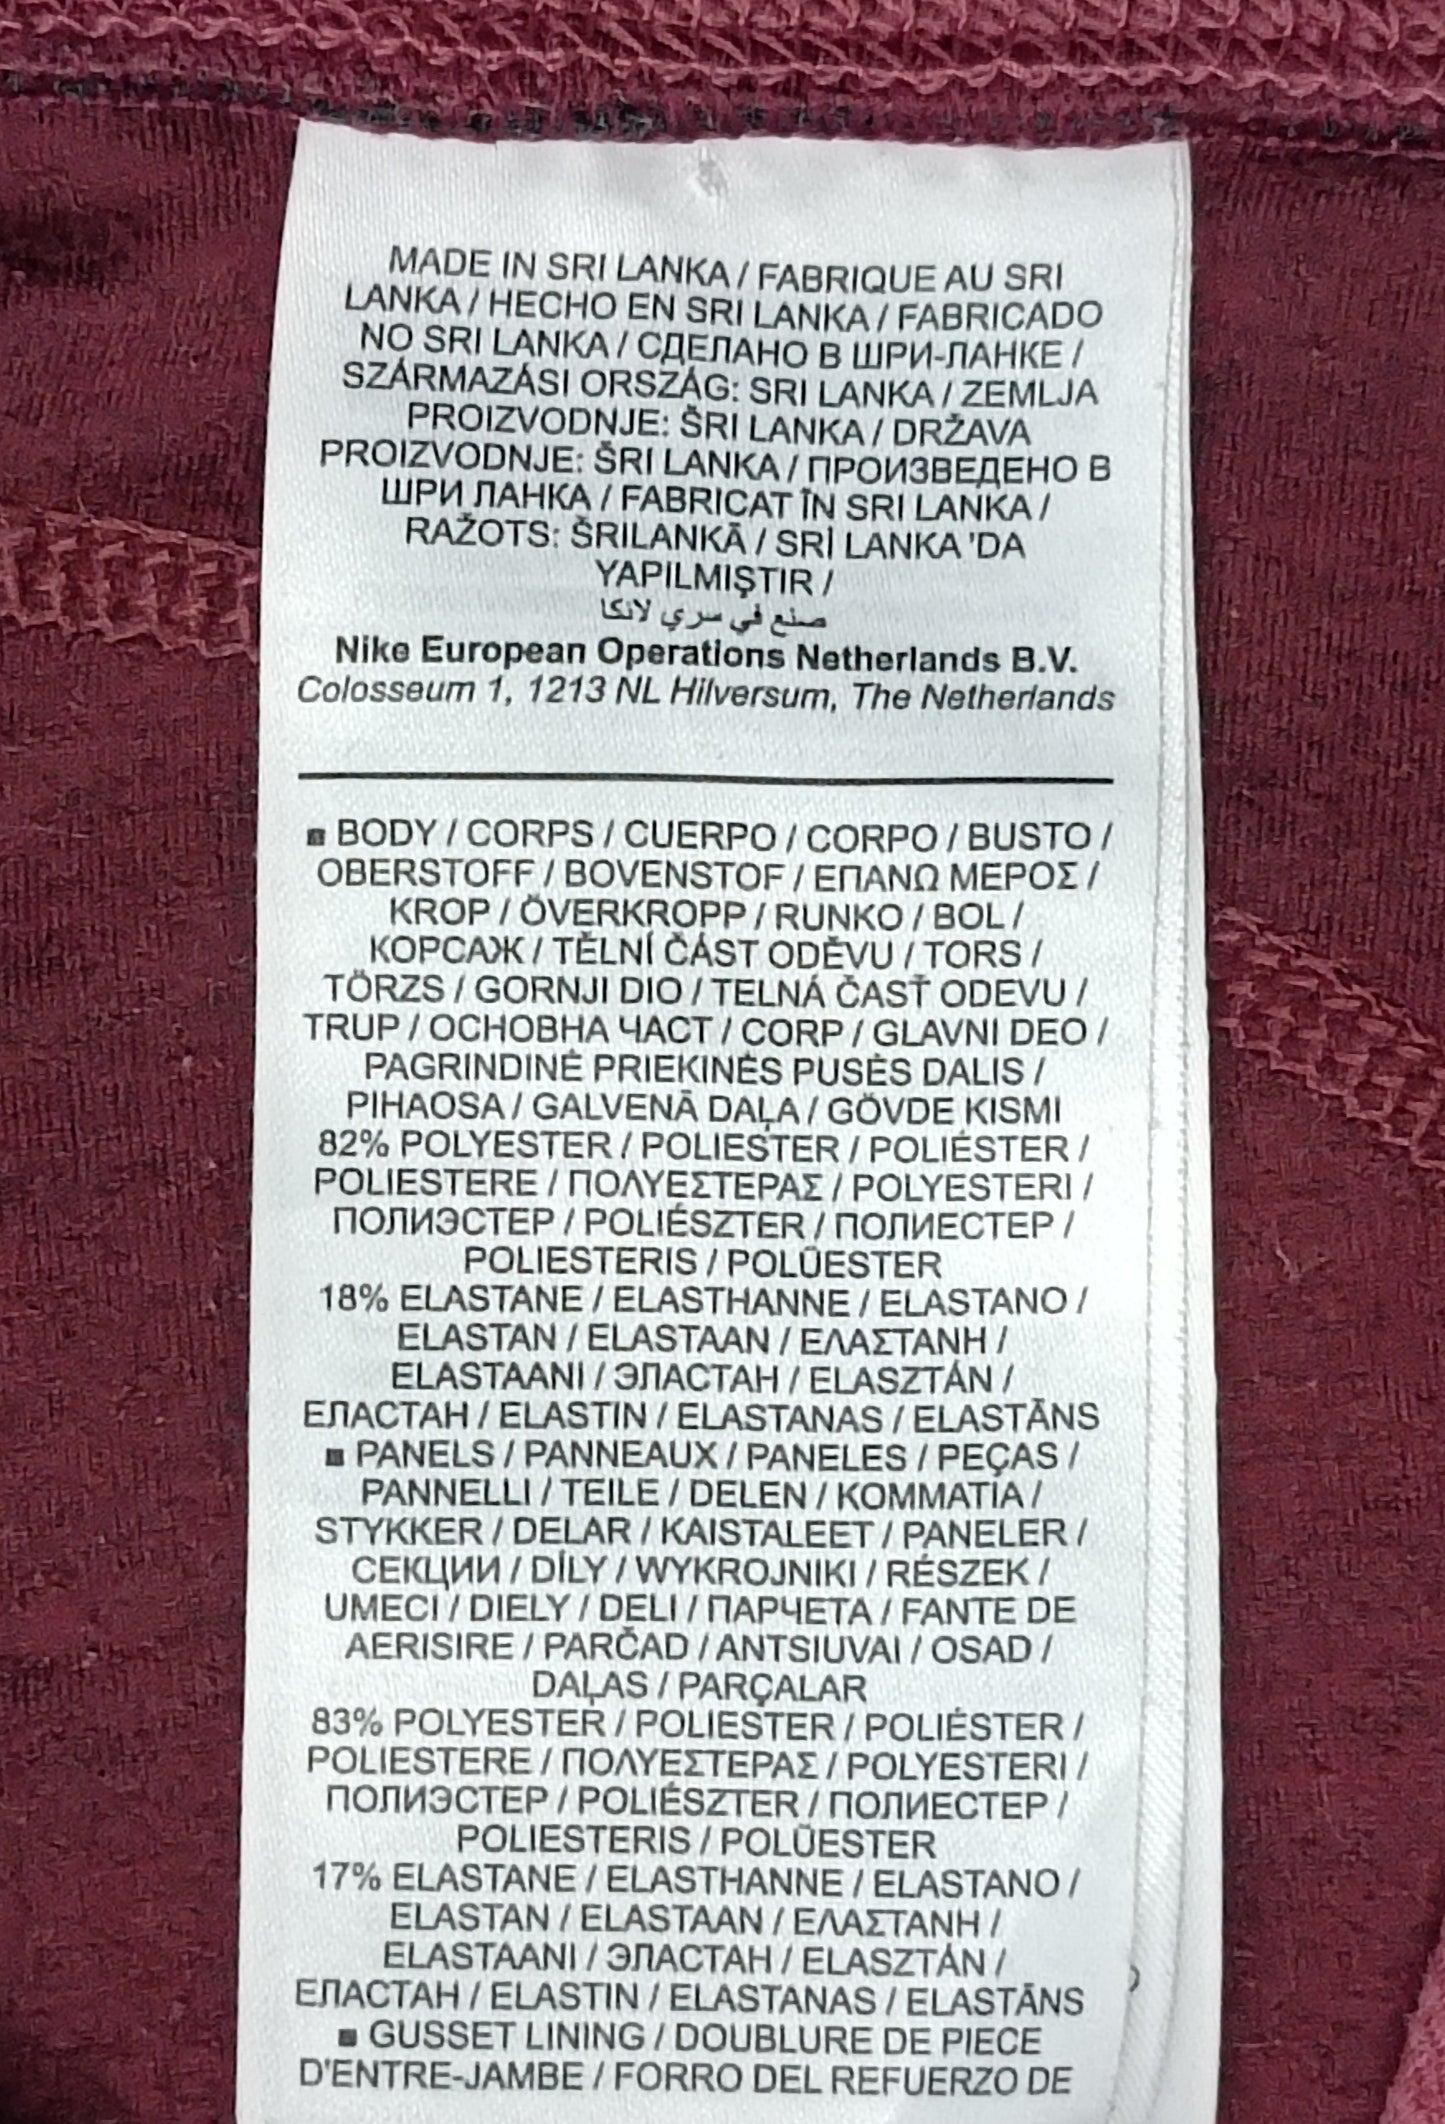 MADE IN SRI LANKA / FABRIQUE AU SRI
LANKA / HECHO EN SRI LANKA / FABRICADO
NO SRI LANKA / СДЕЛАНО В ШРИ-ЛАНКЕ /
SZÁRMAZÁSI ORSZÁG: SRI LANKA / ZEMLJA
PROIZVODNJE: ŠRI LANKA / DRŽAVA
PROIZVODNJE: ŠRI LANKA / ПРОИЗВЕДЕНО В
ШРИ ЛАНКА / FABRICAT ÎN SRI LANKA /
RAŽOTS: ŠRILANKĀ / SRİ LANKA 'DA
YAPILMIŞTIR /
صنع في سري لانكا
Nike European Operations Netherlands B.V.
Colosseum 1, 1213 NL Hilversum, The Netherlands
■ BODY / CORPS / CUERPO / CORPO / BUSTO /
OBERSTOFF / BOVENSTOF / ΕΠΑΝΩ ΜΕΡΟΣ /
KROP / ÖVERKROPP / RUNKO / BOL /
КОРСАЖ / TĚLNÍ ČÁST ODĚVU / TORS /
TÖRZS / GORNJI DIO / TELNÁ ČASŤ ODEVU /
TRUP / ОСНОВНА ЧАСТ / CORP / GLAVNI DEO /
PAGRINDINĖ PRIEKINĖS PUSĖS DALIS /
PIHAOSA / GALVENĀ DAĻA / GÖVDE KISMI
82% POLYESTER / POLIESTER / POLIÉSTER /
POLIESTERE / ΠΟΛΥΕΣΤΕΡΑΣ / POLYESTERI /
ПОЛИЭСТЕР / POLIÉSZTER / ПОЛИЕСТЕР /
POLIESTERIS / POLÜESTER
18% ELASTANE / ELASTHANNE / ELASTANO /
ELASTAN / ELASTAAN / ΕΛΑΣΤΑΝΗ /
ELASTAANI / ЭЛАСТАН / ELASZTÁN /
ЕЛАСТАН / ELASTIN / ELASTANAS / ELASTĀNS
■ PANELS / PANNEAUX / PANELES / PEÇAS /
PANNELLI / TEILE / DELEN / ΚΟΜΜΑΤΙΑ /
STYKKER / DELAR / KAISTALEET / PANELER /
СЕКЦИИ / DÍLY / WYKROJNIKI / RÉSZEK /
UMECI / DIELY / DELI / ПАРЧЕТА / FANTE DE
AERISIRE / PARČAD / ANTSIUVAI / OSAD /
DAĻAS / PARÇALAR
83% POLYESTER / POLIESTER / POLIÉSTER /
POLIESTERE / ΠΟΛΥΕΣΤΕΡΑΣ / POLYESTERI /
ПОЛИЭСТЕР / POLIÉSZTER / ПОЛИЕСТЕР /
POLIESTERIS / POLÜESTER
17% ELASTANE / ELASTHANNE / ELASTANO /
ELASTAN / ELASTAAN / ΕΛΑΣΤΑΝΗ /
ELASTAANI / ЭЛАСТАН / ELASZTÁN /
ЕЛАСТАН / ELASTIN / ELASTANAS / ELASTĀNS
■ GUSSET LINING / DOUBLURE DE PIECE
D'ENTRE-JAMBE / FORRO DEL REFUERZO DE